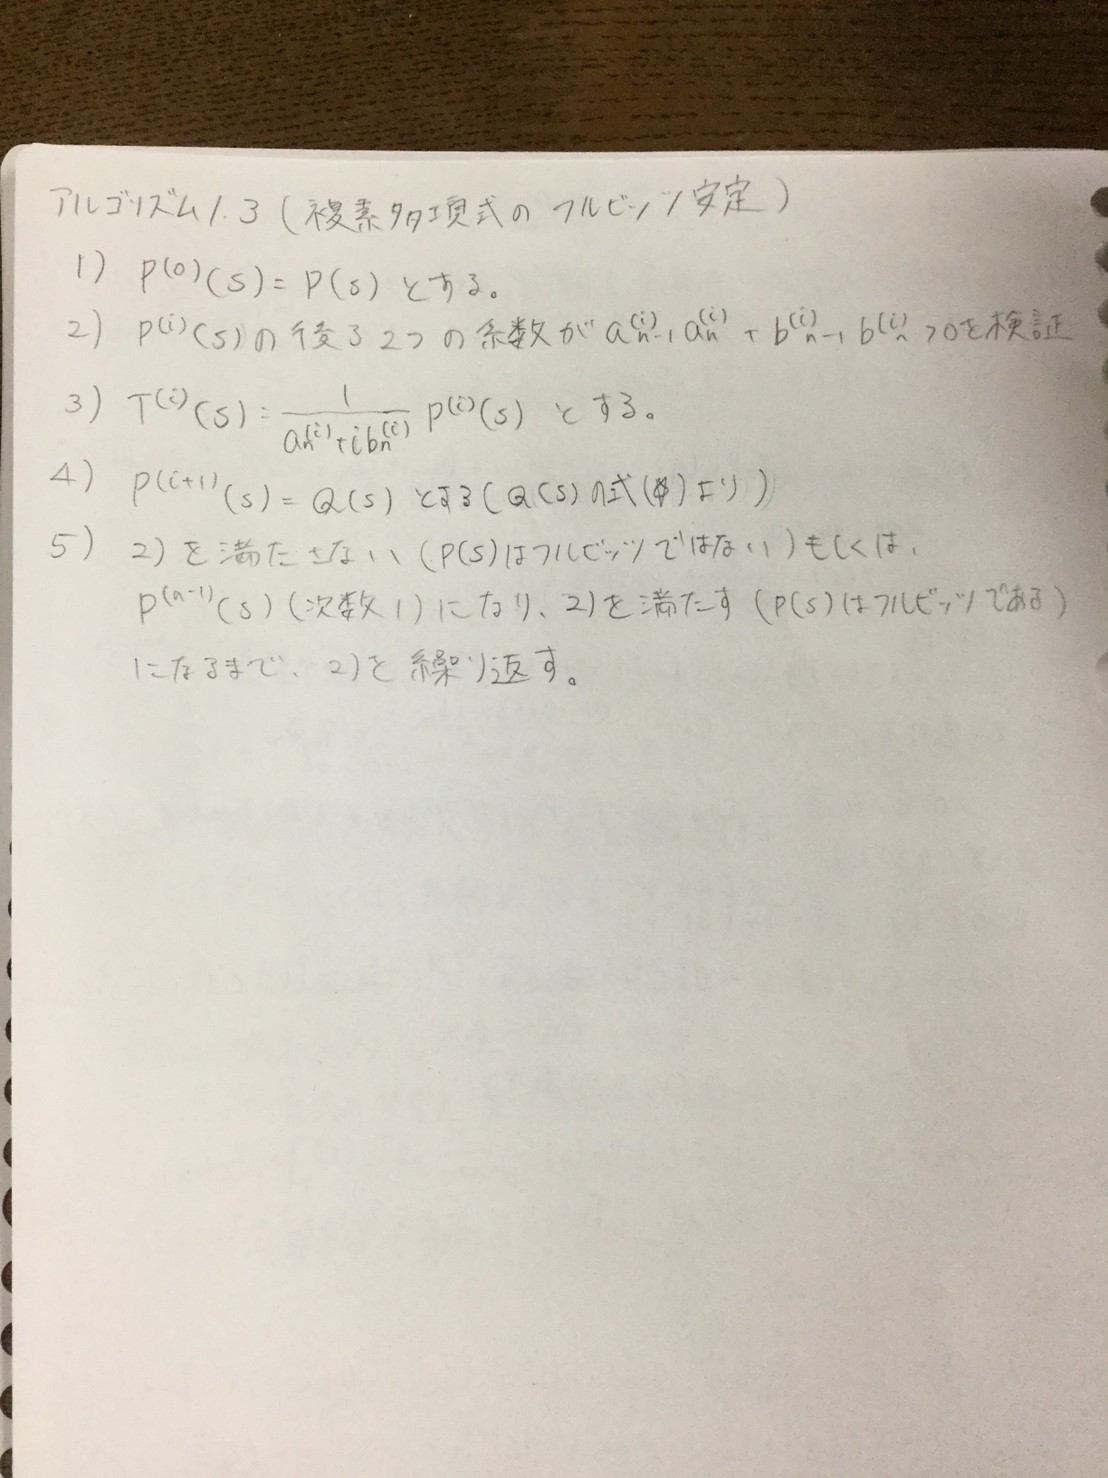 アルゴリズム1.3(複素多項式のフルビッツ安定)
1) P^(0)(s)=P(s) とする。
2) P^(i)(s)の後ろ2つの係数が a_{n-1}^{(i)} a_n^{(i)} + b_{n-1}^{(i)} b_n^{(i)} >0を検証
3) T^(i)(s)= \frac{1}{a_n^{(i)}+ib_n^{(i)}} P^(i)(s) とする。
4) P^(i+1)(s)=Q(s) とする(Q(s)の式( )より)
5) 2)を満たさない(P(s)はフルビッツではない)もしくは、
P^(n-1)(s)(次数1)になり、2)を満たす(P(s)はフルビッツである)
になるまで、2)を繰り返す。